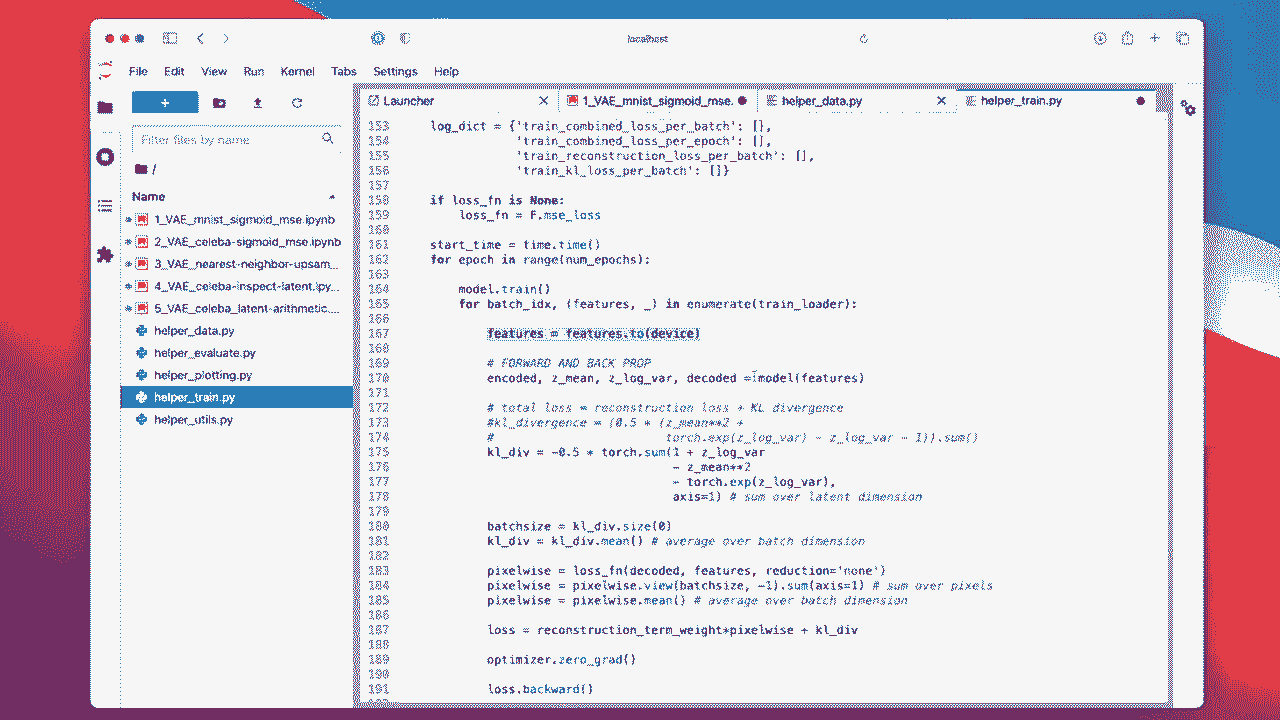 localhost
File Edit View Run Kernel Tabs Settings Help
+
Filter files by name
/
Name
1_VAE_mnist_sigmoid_mse.ipynb
2_VAE_celeba-sigmoid_mse.ipynb
3_VAE_nearest-neighbor-upsam...
4_VAE_celeba-inspect-latent.ipy...
5_VAE_celeba_latent-arithmetic....
helper_data.py
helper_evaluate.py
helper_plotting.py
helper_train.py
helper_utils.py
Launcher 1_VAE_mnist_sigmoid_mse. helper_data.py helper_train.py
153 log_dict = {'train_combined_loss_per_batch': [],
154 'train_combined_loss_per_epoch': [],
155 'train_reconstruction_loss_per_batch': [],
156 'train_kl_loss_per_batch': []}
157
158 if loss_fn is None:
159 loss_fn = F.mse_loss
160
161 start_time = time.time()
162 for epoch in range(num_epochs):
163
164 model.train()
165 for batch_idx, (features, _) in enumerate(train_loader):
166
167 features = features.to(device)
168
169 # FORWARD AND BACK PROP
170 encoded, z_mean, z_log_var, decoded = model(features)
171
172 # total loss = reconstruction loss + KL divergence
173 #kl_divergence = (0.5 * (z_mean**2 +
174 # torch.exp(z_log_var) - z_log_var - 1)).sum()
175 kl_div = -0.5 * torch.sum(1 + z_log_var
176 - z_mean**2
177 - torch.exp(z_log_var),
178 axis=1) # sum over latent dimension
179
180 batchsize = kl_div.size(0)
181 kl_div = kl_div.mean() # average over batch dimension
182
183 pixelwise = loss_fn(decoded, features, reduction='none')
184 pixelwise = pixelwise.view(batchsize, -1).sum(axis=1) # sum over pixels
185 pixelwise = pixelwise.mean() # average over batch dimension
186
187 loss = reconstruction_term_weight*pixelwise + kl_div
188
189 optimizer.zero_grad()
190
191 loss.backward()